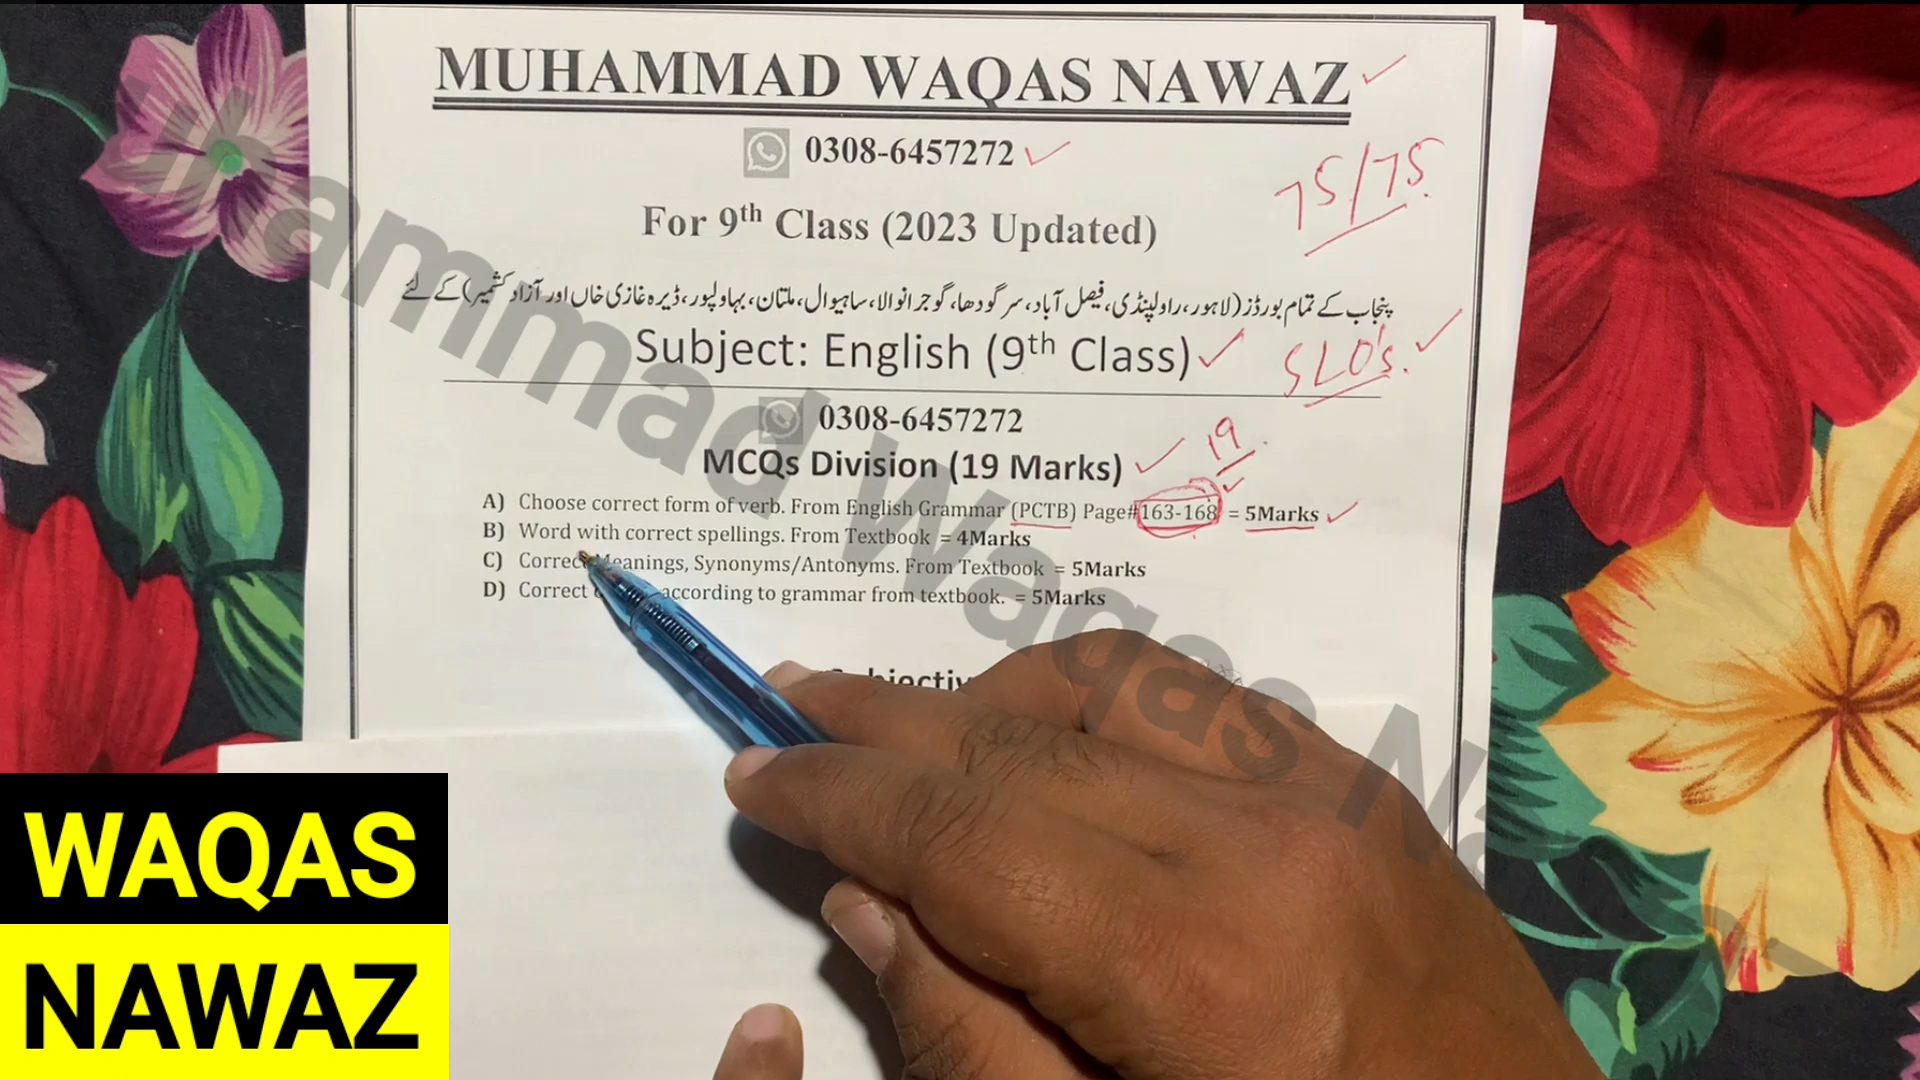 MUHAMMAD WAQAS NAWAZ
0308-6457272
75/75
For 9th Class (2023 Updated)
پنجاب کے تمام بورڈز (لاہور، راولپنڈی، فیصل آباد، سرگودھا، گوجرانوالا، ساہیوال، ملتان، بہاولپور، ڈیرہ غازی خاں اور آزاد کشمیر) کے لئے
Subject: English (9th Class)
SLO's.
0308-6457272
19
MCQs Division (19 Marks)
A) Choose correct form of verb. From English Grammar (PCTB) Page#163-168 = 5Marks
B) Word with correct spellings. From Textbook = 4Marks
C) Correct Meanings, Synonyms/Antonyms. From Textbook = 5Marks
D) Correct according to grammar from textbook. = 5Marks
Muhammad Waqas Na
WAQAS
NAWAZ